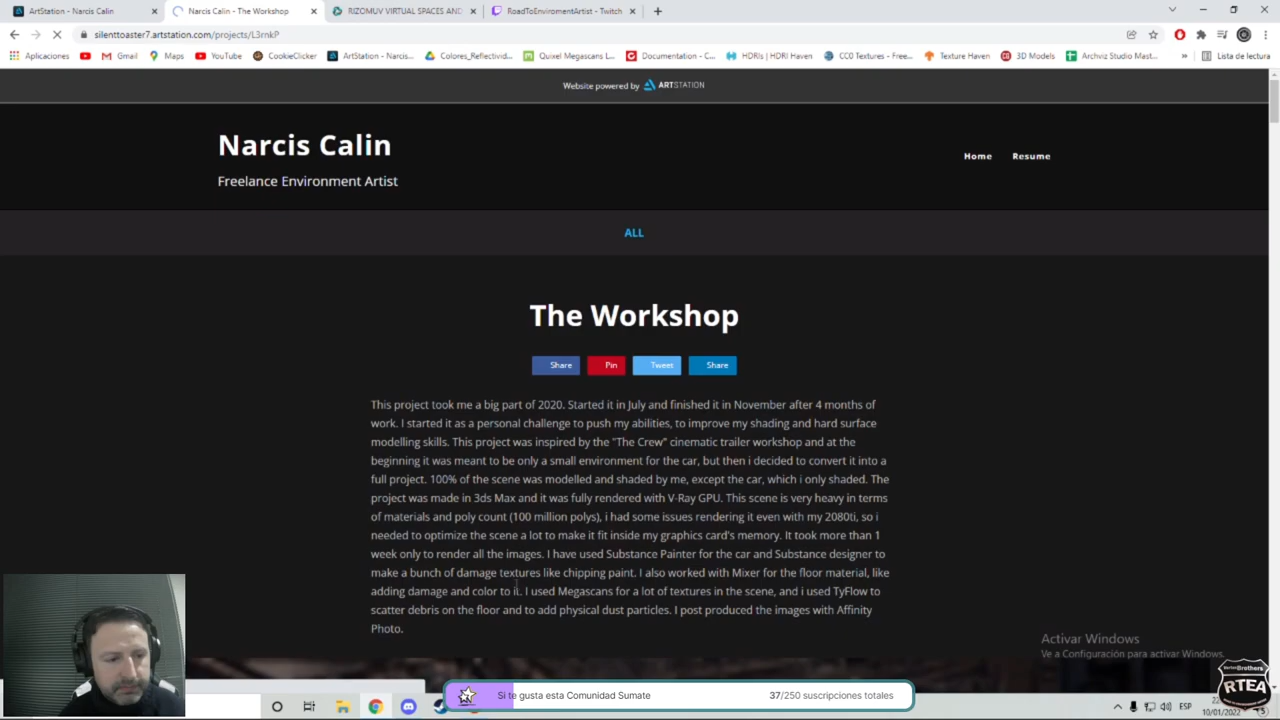 ArtStation - Narcis Calin
Narcis Calin - The Workshop
RIZOMUV VIRTUAL SPACES AND
RoadToEnviromentArtist - Twitch
silenttoaster7.artstation.com/projects/L3rnkP
Aplicaciones
Gmail
Maps
YouTube
CookieClicker
ArtStation - Narcis...
Colores_Reflectivid...
Quixel Megascans L...
Documentation - C...
HDRIs | HDRI Haven
CC0 Textures - Free...
Texture Haven
3D Models
Archviz Studio Mast...
»
Lista de lectura
Website powered by ARTSTATION
Narcis Calin
Home
Resume
Freelance Environment Artist
ALL
The Workshop
Share
Pin
Tweet
Share
This project took me a big part of 2020. Started it in July and finished it in November after 4 months of
work. I started it as a personal challenge to push my abilities, to improve my shading and hard surface
modelling skills. This project was inspired by the "The Crew" cinematic trailer workshop and at the
beginning it was meant to be only a small environment for the car, but then i decided to convert it into a
full project. 100% of the scene was modelled and shaded by me, except the car, which i only shaded. The
project was made in 3ds Max and it was fully rendered with V-Ray GPU. This scene is very heavy in terms
of materials and poly count (100 million polys), i had some issues rendering it even with my 2080ti, so i
needed to optimize the scene a lot to make it fit inside my graphics card's memory. It took more than 1
week only to render all the images. I have used Substance Painter for the car and Substance designer to
make a bunch of damage textures like chipping paint. I also worked with Mixer for the floor material, like
adding damage and color to it. I used Megascans for a lot of textures in the scene, and i used TyFlow to
scatter debris on the floor and to add physical dust particles. I post produced the images with Affinity
Photo.
Activar Windows
Ve a Configuración para activar Windows.
Si te gusta esta Comunidad Sumate
37/250 suscripciones totales
Brothers
RTEA
ESP
10/01/2022